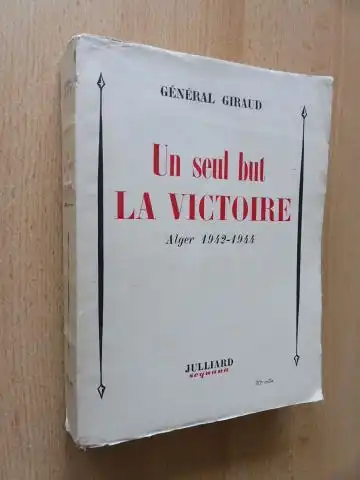 GÉNÉRAL GIRAUD
Un seul but
LA VICTOIRE
Alger 1942-1944
JULLIARD
sequana